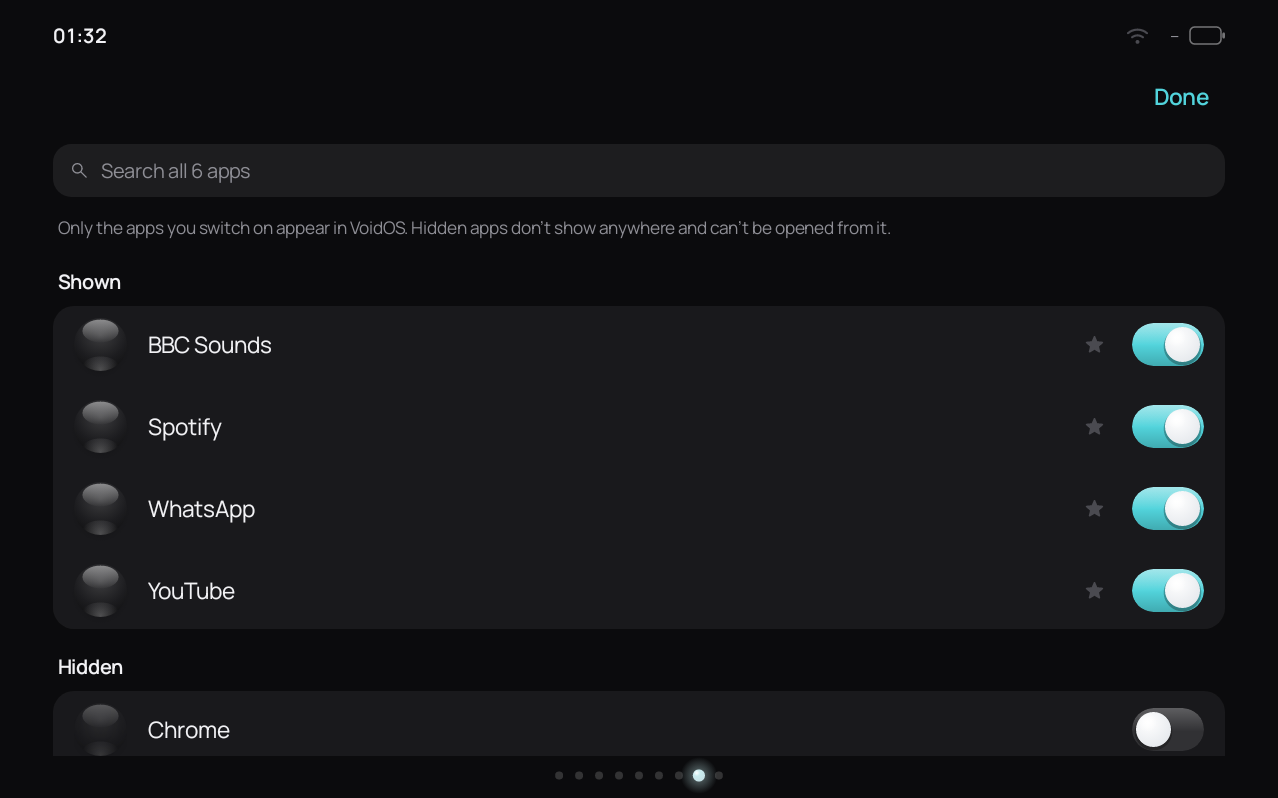 01:32
–
Done
Search all 6 apps
Only the apps you switch on appear in VoidOS. Hidden apps don’t show anywhere and can’t be opened from it.
Shown
BBC Sounds
Spotify
WhatsApp
YouTube
Hidden
Chrome